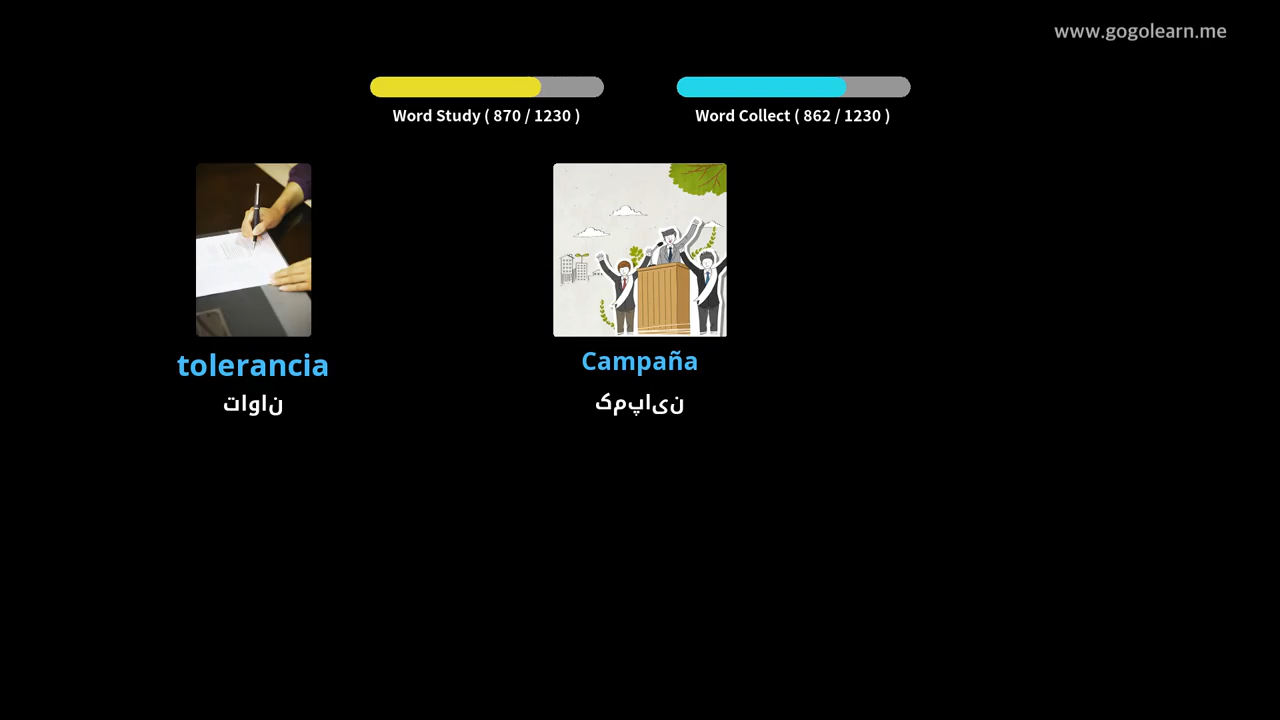 www.gogolearn.me
Word Study ( 870 / 1230 )
Word Collect ( 862 / 1230 )
tolerancia
تاوان
Campaña
کمپاین